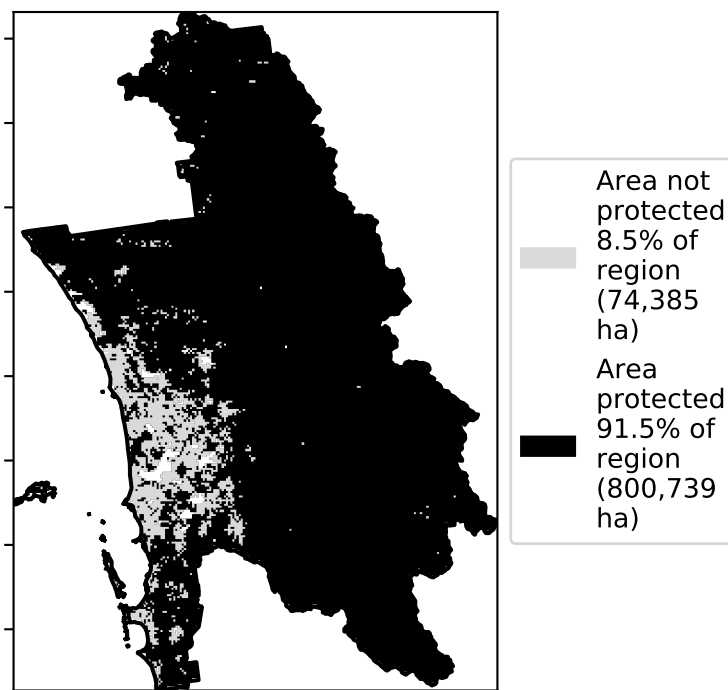 Area not
protected
8.5% of
region
(74,385
ha)
Area
protected
91.5% of
region
(800,739
ha)